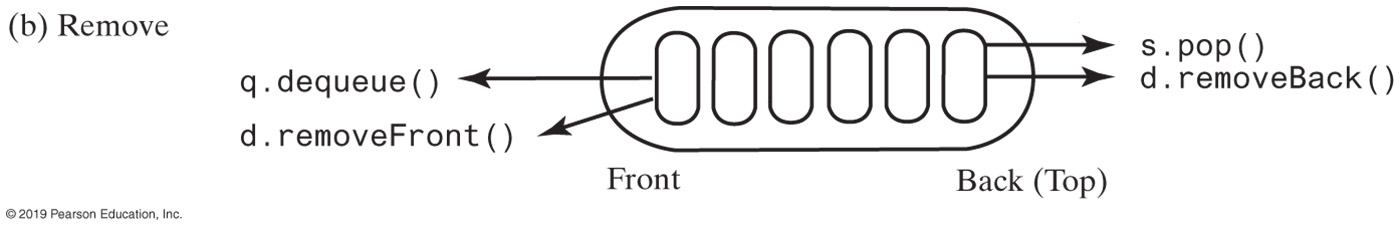 (b) Remove
s.pop()
q.dequeue()
d.removeBack()
d.removeFront()
Front
Back (Top)
© 2019 Pearson Education, Inc.